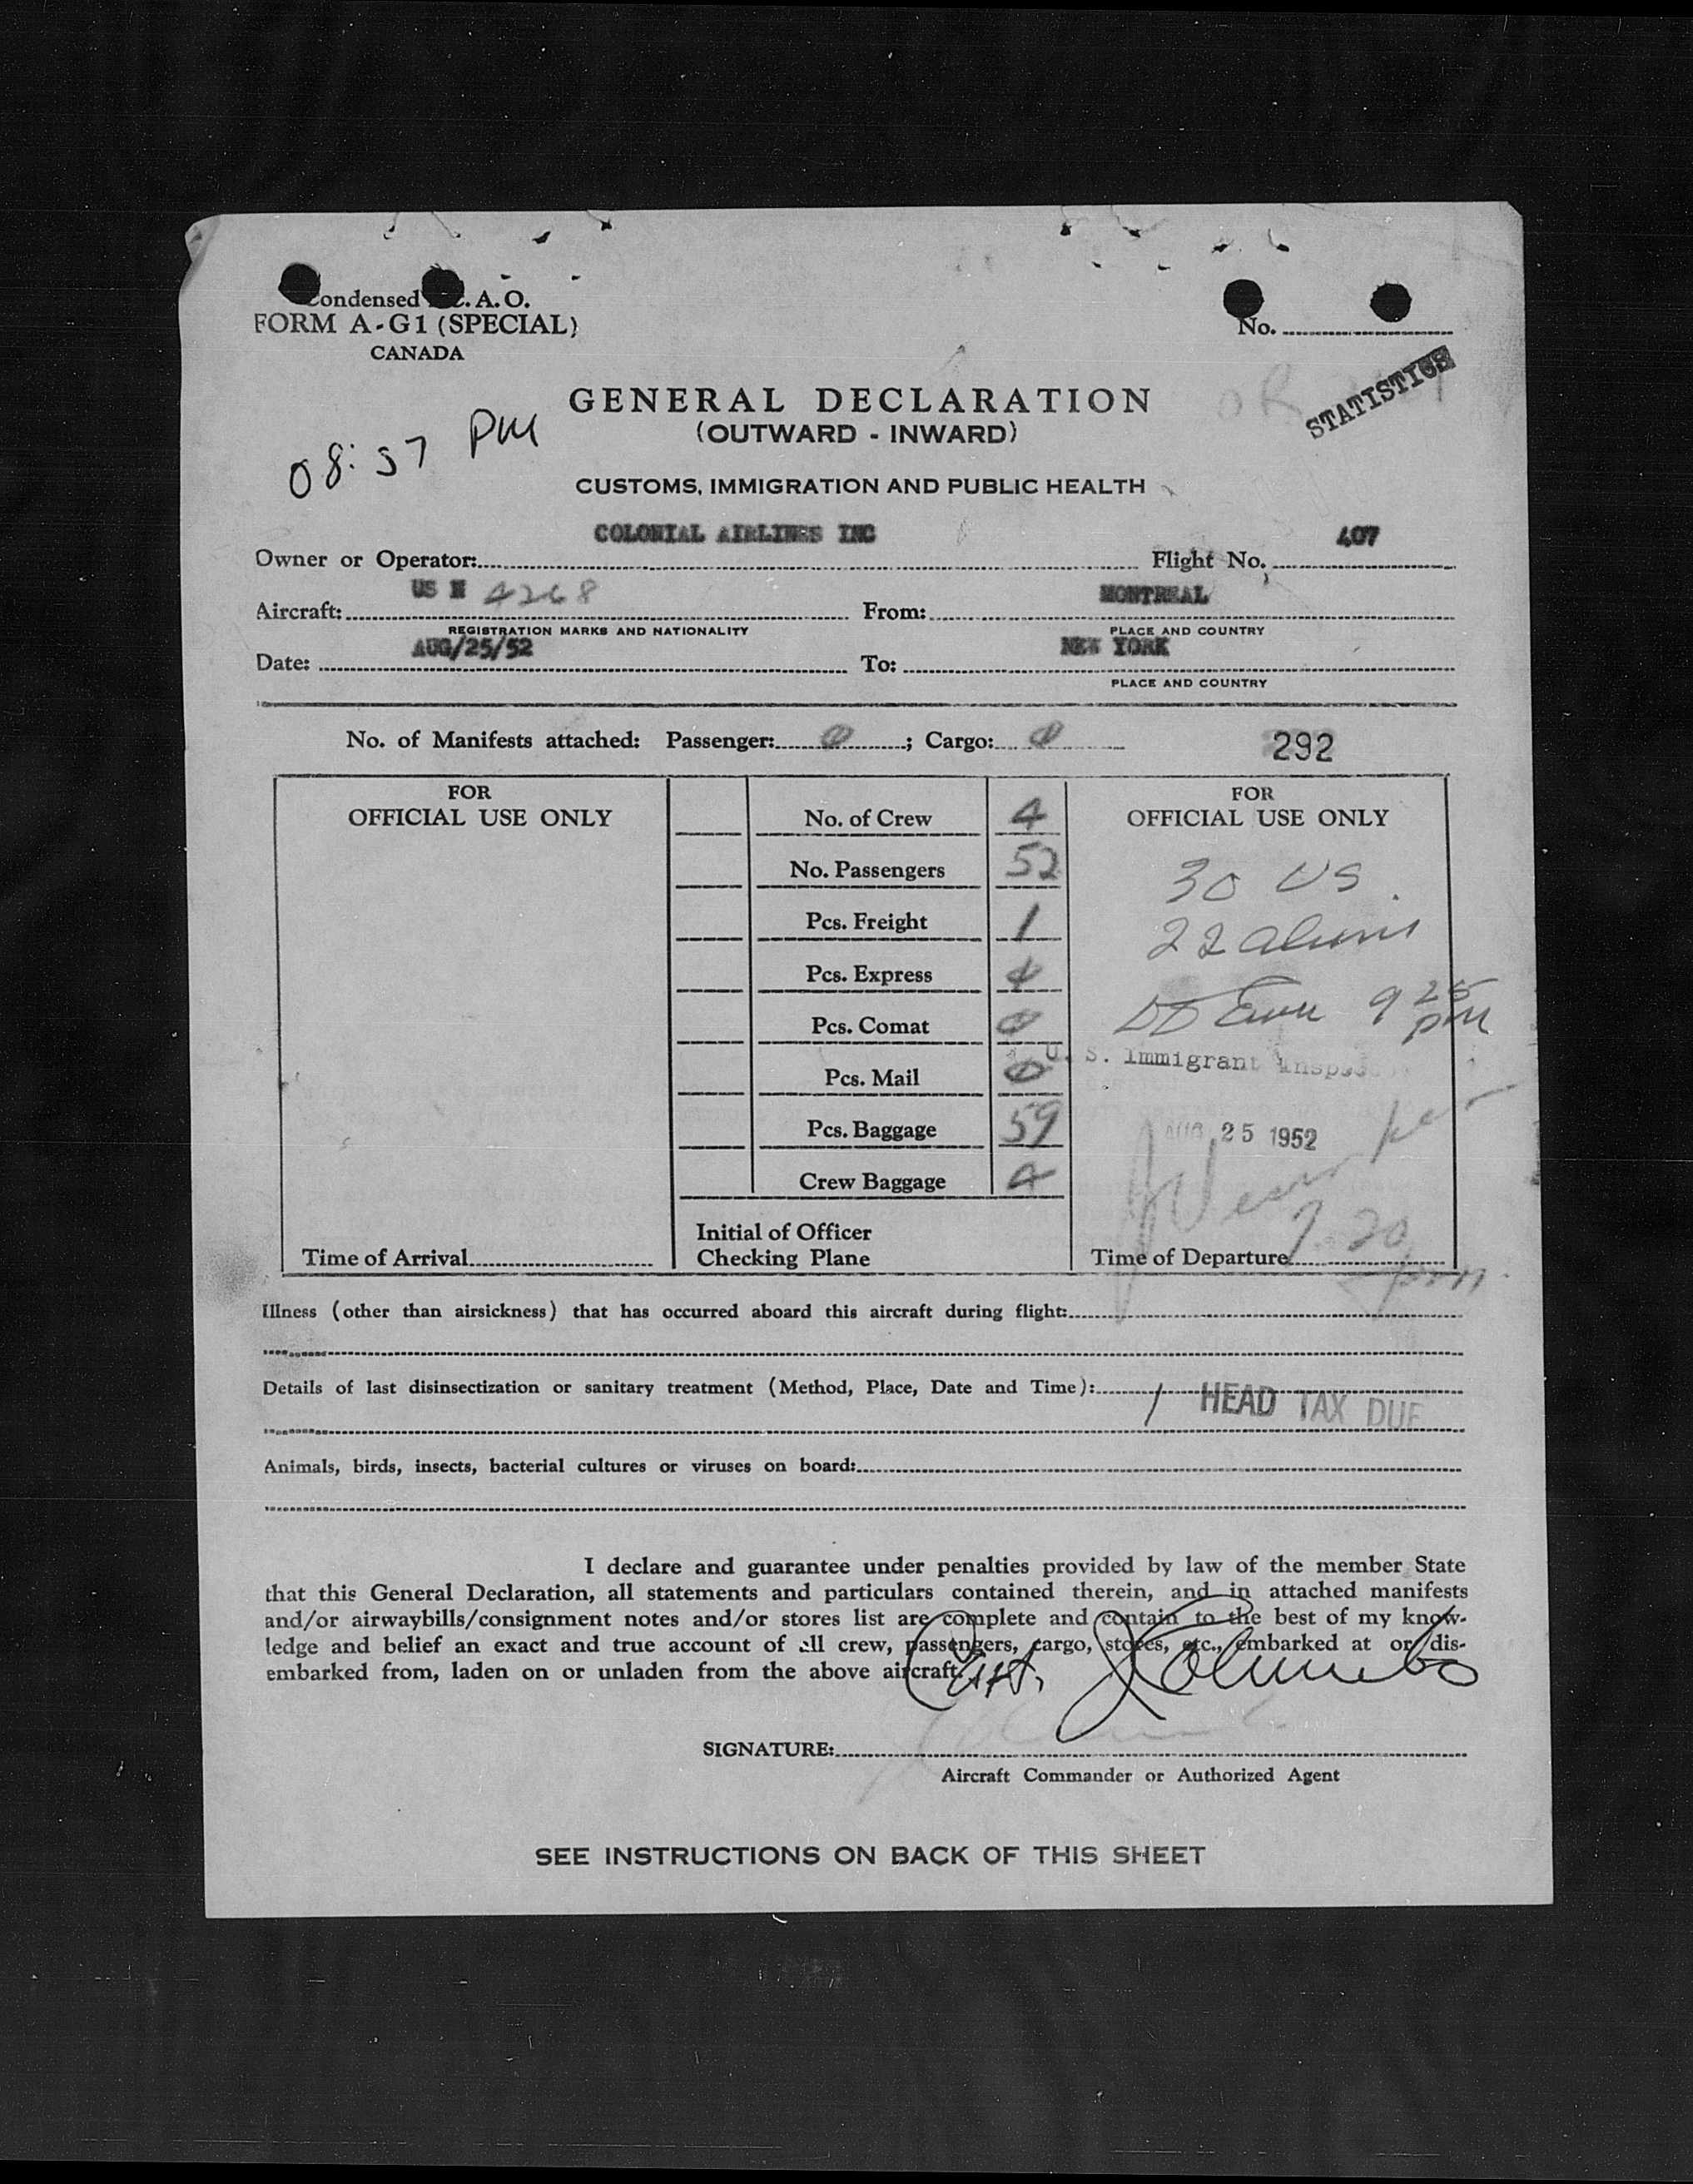 Condensed I.C.A.O.
FORM A-G1 (SPECIAL)
CANADA
No.
STATISTICS
GENERAL DECLARATION
(OUTWARD - INWARD)
08:57 PM
CUSTOMS, IMMIGRATION AND PUBLIC HEALTH
COLONIAL AIRLINES INC
407
Owner or Operator:
Flight No.
US N 4268
MONTREAL
Aircraft:
From:
REGISTRATION MARKS AND NATIONALITY
PLACE AND COUNTRY
AUG/25/52
NEW YORK
Date:
To:
PLACE AND COUNTRY
No. of Manifests attached: Passenger: 0; Cargo: 0
292
FOR
OFFICIAL USE ONLY
No. of Crew 4
No. Passengers 52
Pcs. Freight 1
Pcs. Express
Pcs. Comat 0
Pcs. Mail 0
Pcs. Baggage 59
Crew Baggage 4
FOR
OFFICIAL USE ONLY
30 US
22 aliens
9 25 PM
U. S. Immigrant Inspec
AUG 25 1952
Time of Arrival
Initial of Officer
Checking Plane
7.20 pm
Time of Departure
Illness (other than airsickness) that has occurred aboard this aircraft during flight:
Details of last disinsectization or sanitary treatment (Method, Place, Date and Time):
1 HEAD TAX DUE
Animals, birds, insects, bacterial cultures or viruses on board:
I declare and guarantee under penalties provided by law of the member State
that this General Declaration, all statements and particulars contained therein, and in attached manifests
and/or airwaybills/consignment notes and/or stores list are complete and contain to the best of my know-
ledge and belief an exact and true account of all crew, passengers, cargo, stores, etc., embarked at or dis-
embarked from, laden on or unladen from the above aircraft.
Capt.
SIGNATURE:
Aircraft Commander or Authorized Agent
SEE INSTRUCTIONS ON BACK OF THIS SHEET